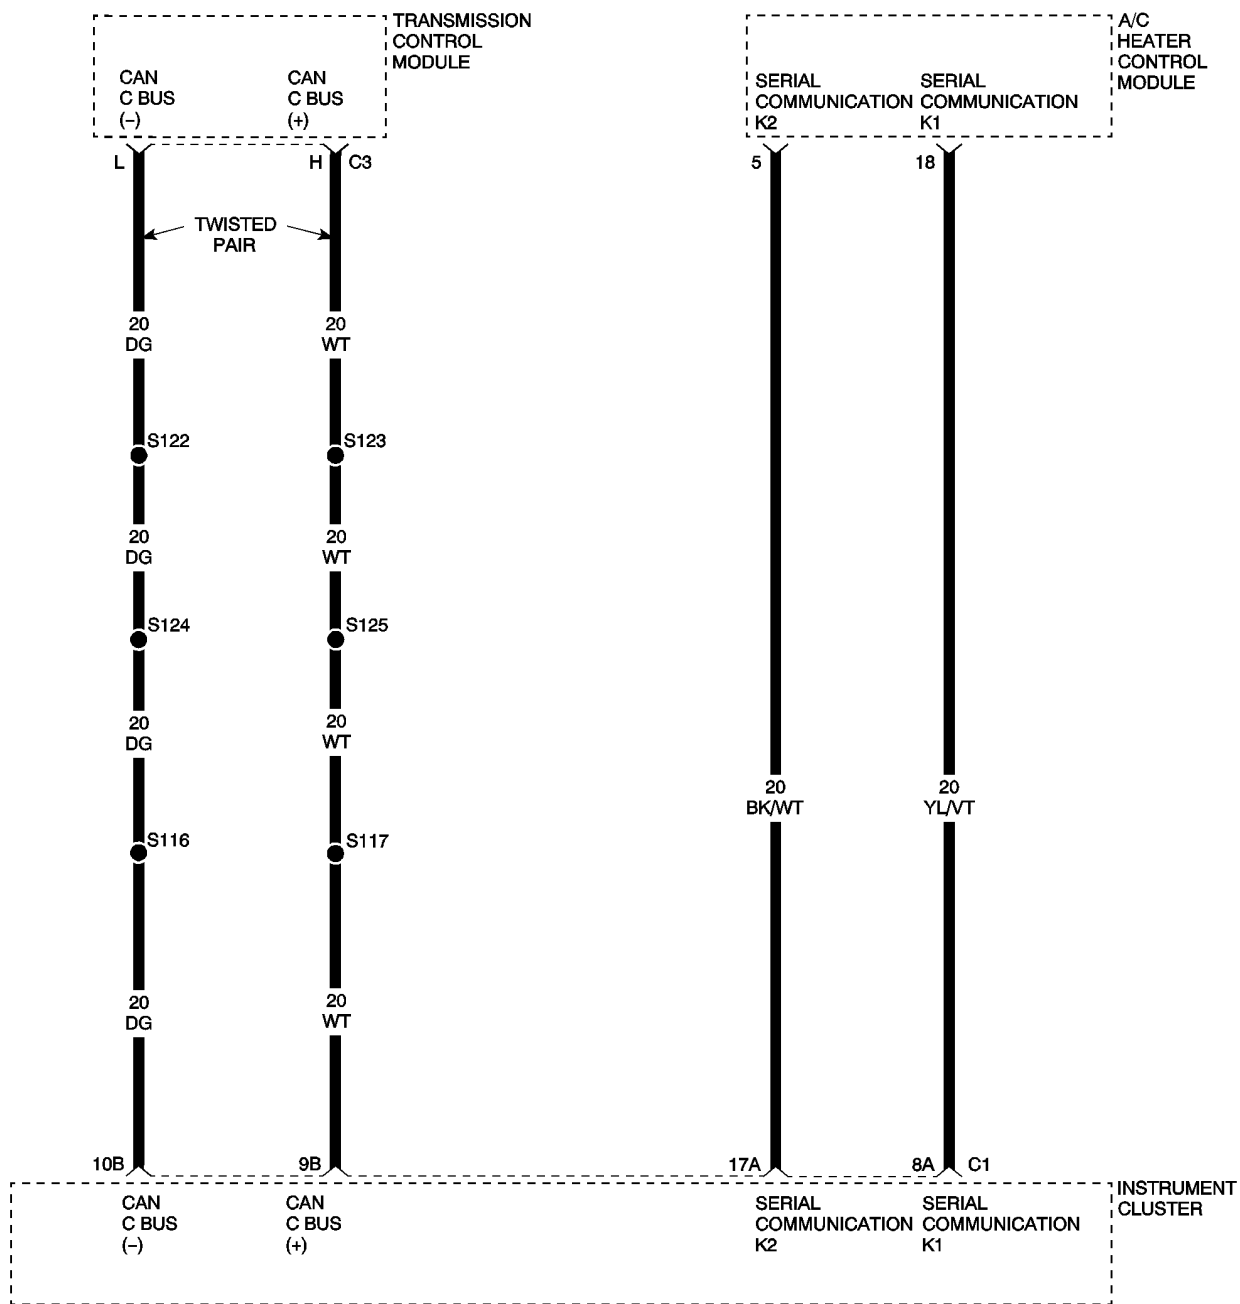 TRANSMISSION
CONTROL
MODULE
CAN
C BUS
(–)
CAN
C BUS
(+)
A/C
HEATER
CONTROL
MODULE
SERIAL
COMMUNICATION
K2
SERIAL
COMMUNICATION
K1
L
H
C3
5
18
TWISTED
PAIR
20
DG
20
WT
S122
S123
20
DG
20
WT
S124
S125
20
DG
20
WT
20
BK/WT
20
YL/VT
S116
S117
20
DG
20
WT
10B
9B
17A
8A
C1
CAN
C BUS
(–)
CAN
C BUS
(+)
SERIAL
COMMUNICATION
K2
SERIAL
COMMUNICATION
K1
INSTRUMENT
CLUSTER